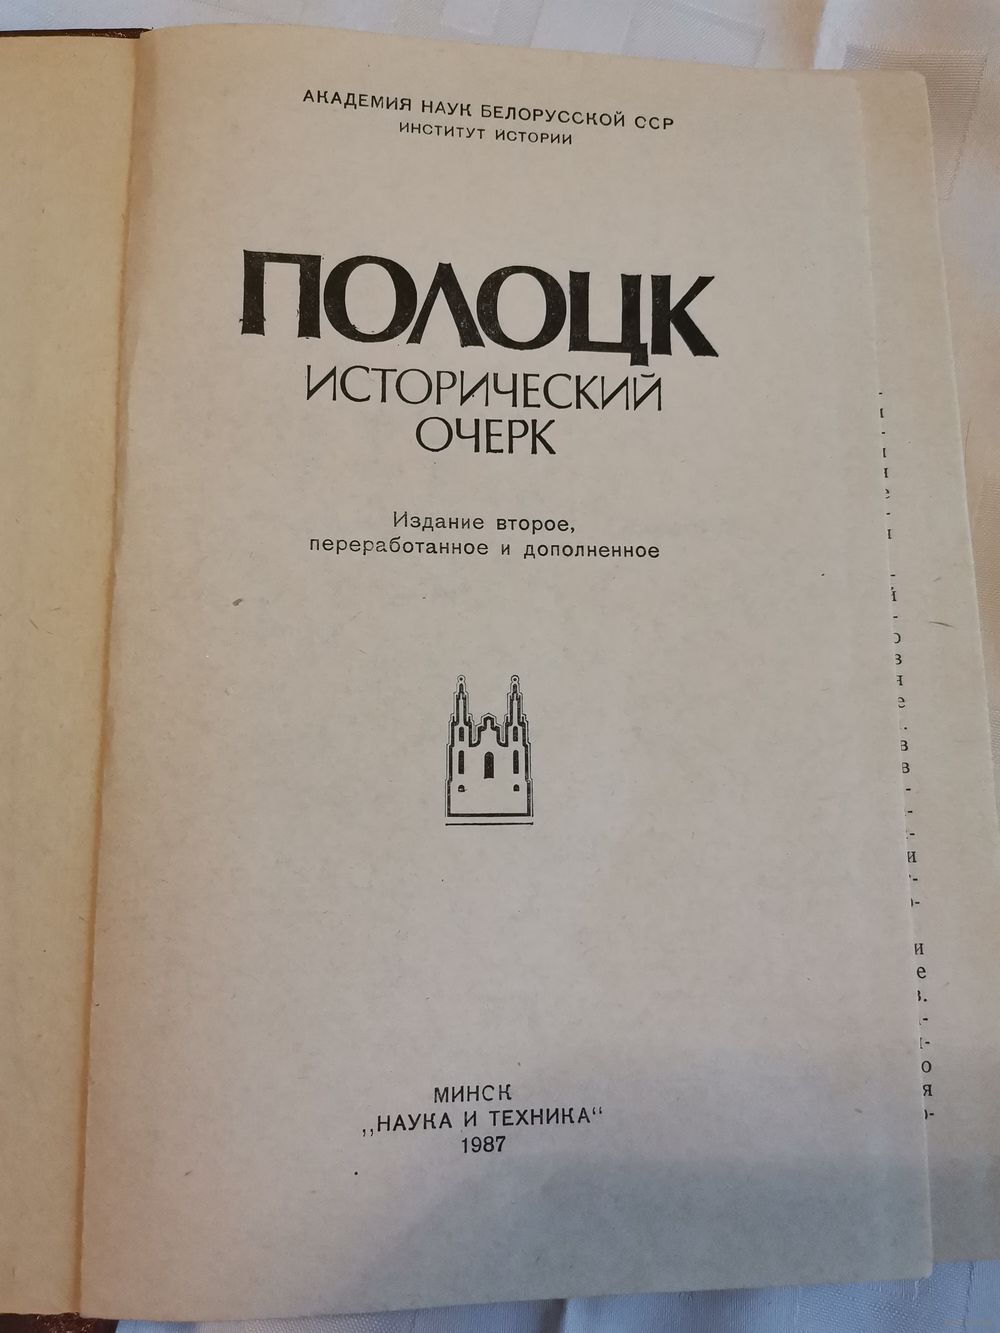 АКАДЕМИЯ НАУК БЕЛОРУССКОЙ ССР
ИНСТИТУТ ИСТОРИИ
ПОЛОЦК
ИСТОРИЧЕСКИЙ
ОЧЕРК
Издание второе,
переработанное и дополненное
МИНСК
„НАУКА И ТЕХНИКА“
1987